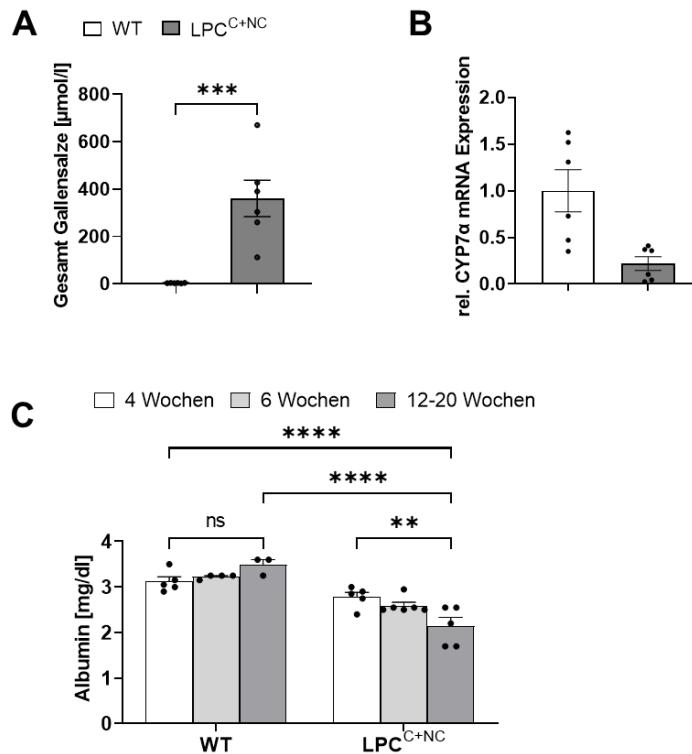 A
WT LPC^C+NC
Gesamt Gallensalze [µmol/l]
800
600
400
200
0
***
B
rel. CYP7α mRNA Expression
2.0
1.5
1.0
0.5
0.0
C
4 Wochen 6 Wochen 12-20 Wochen
****
****
ns **
Albumin [mg/dl]
4
3
2
1
0
WT LPC^C+NC